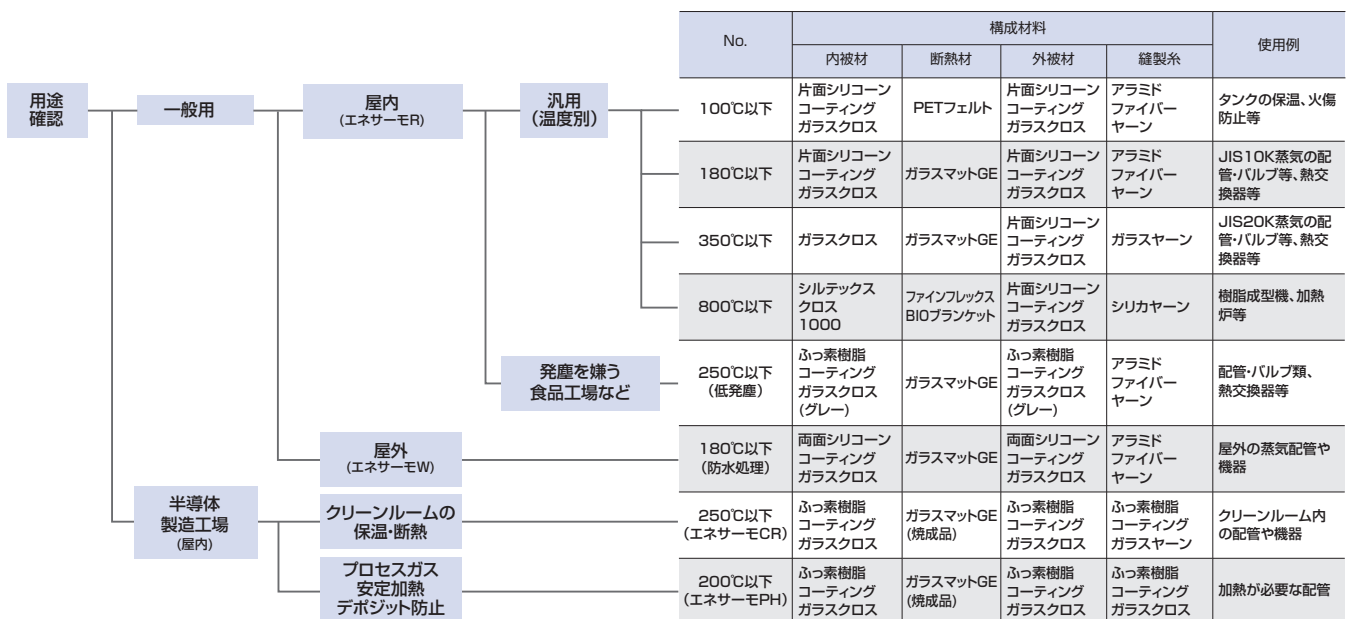 用途
確認
一般用
屋内
(エネサーモR)
汎用
(温度別)
発塵を嫌う
食品工場など
屋外
(エネサーモW)
半導体
製造工場
(屋内)
クリーンルームの
保温・断熱
プロセスガス
安定加熱
デポジット防止
No.
構成材料
使用例
内被材
断熱材
外被材
縫製糸
100℃以下
片面シリコーン
コーティング
ガラスクロス
PETフェルト
片面シリコーン
コーティング
ガラスクロス
アラミド
ファイバー
ヤーン
タンクの保温、火傷
防止等
180℃以下
片面シリコーン
コーティング
ガラスクロス
ガラスマットGE
片面シリコーン
コーティング
ガラスクロス
アラミド
ファイバー
ヤーン
JIS10K蒸気の配
管・バルブ等、熱交
換器等
350℃以下
ガラスクロス
ガラスマットGE
片面シリコーン
コーティング
ガラスクロス
ガラスヤーン
JIS20K蒸気の配
管・バルブ等、熱交
換器等
800℃以下
シルテックス
クロス
1000
ファインフレックス
BIOブランケット
片面シリコーン
コーティング
ガラスクロス
シリカヤーン
樹脂成型機、加熱
炉等
250℃以下
(低発塵)
ふっ素樹脂
コーティング
ガラスクロス
(グレー)
ガラスマットGE
ふっ素樹脂
コーティング
ガラスクロス
(グレー)
アラミド
ファイバー
ヤーン
配管・バルブ類、
熱交換器等
180℃以下
(防水処理)
両面シリコーン
コーティング
ガラスクロス
ガラスマットGE
両面シリコーン
コーティング
ガラスクロス
アラミド
ファイバー
ヤーン
屋外の蒸気配管や
機器
250℃以下
(エネサーモCR)
ふっ素樹脂
コーティング
ガラスクロス
ガラスマットGE
(焼成品)
ふっ素樹脂
コーティング
ガラスクロス
ふっ素樹脂
コーティング
ガラスヤーン
クリーンルーム内
の配管や機器
200℃以下
(エネサーモPH)
ふっ素樹脂
コーティング
ガラスクロス
ガラスマットGE
(焼成品)
ふっ素樹脂
コーティング
ガラスクロス
ふっ素樹脂
コーティング
ガラスクロス
加熱が必要な配管